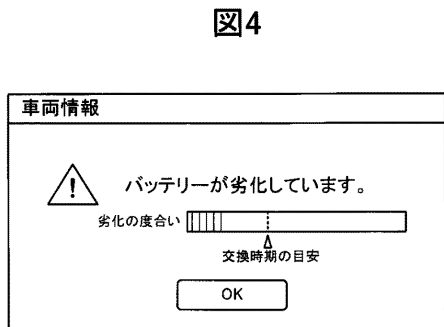 図4
車両情報
バッテリーが劣化しています。
劣化の度合い
交換時期の目安
OK